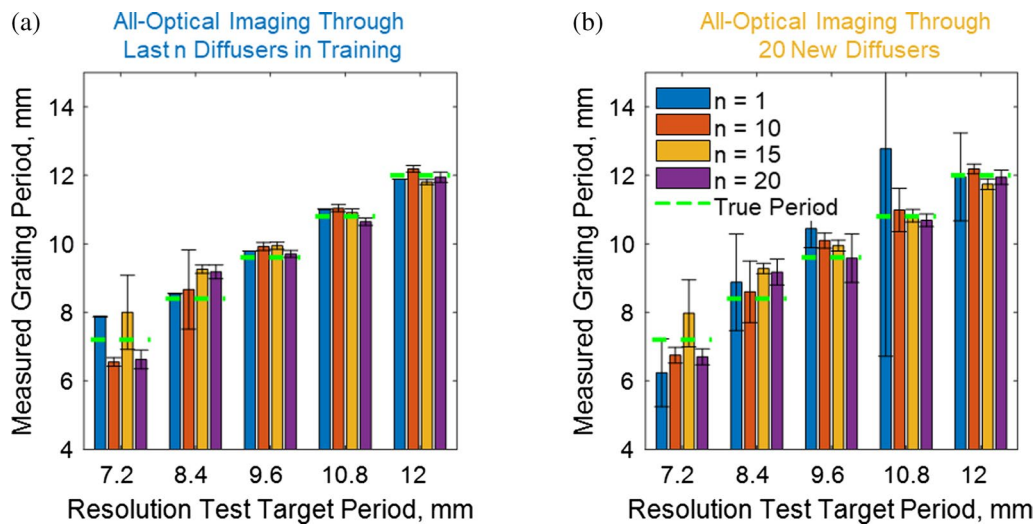 (a)
All-Optical Imaging Through
Last n Diffusers in Training
Measured Grating Period, mm
14
12
10
8
6
4
7.2 8.4 9.6 10.8 12
Resolution Test Target Period, mm
(b)
All-Optical Imaging Through
20 New Diffusers
Measured Grating Period, mm
14
12
10
8
6
4
n = 1
n = 10
n = 15
n = 20
True Period
7.2 8.4 9.6 10.8 12
Resolution Test Target Period, mm